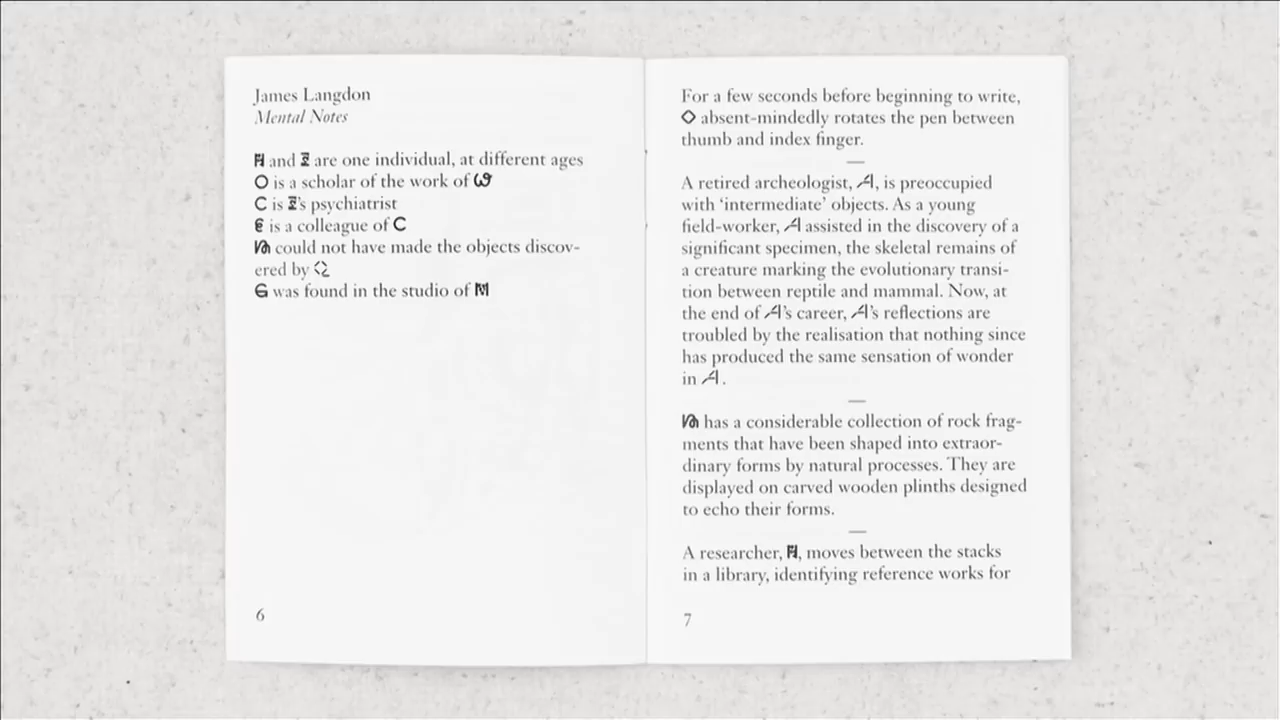 James Langdon
Mental Notes
and are one individual, at different ages
O is a scholar of the work of
C is 's psychiatrist
is a colleague of C
could not have made the objects discov-
ered by
G was found in the studio of M
For a few seconds before beginning to write,
absent-mindedly rotates the pen between
thumb and index finger.
A retired archeologist, A, is preoccupied
with ‘intermediate’ objects. As a young
field-worker, A assisted in the discovery of a
significant specimen, the skeletal remains of
a creature marking the evolutionary transi-
tion between reptile and mammal. Now, at
the end of A's career, A's reflections are
troubled by the realisation that nothing since
has produced the same sensation of wonder
in A.
has a considerable collection of rock frag-
ments that have been shaped into extraor-
dinary forms by natural processes. They are
displayed on carved wooden plinths designed
to echo their forms.
A researcher, , moves between the stacks
in a library, identifying reference works for
6
7